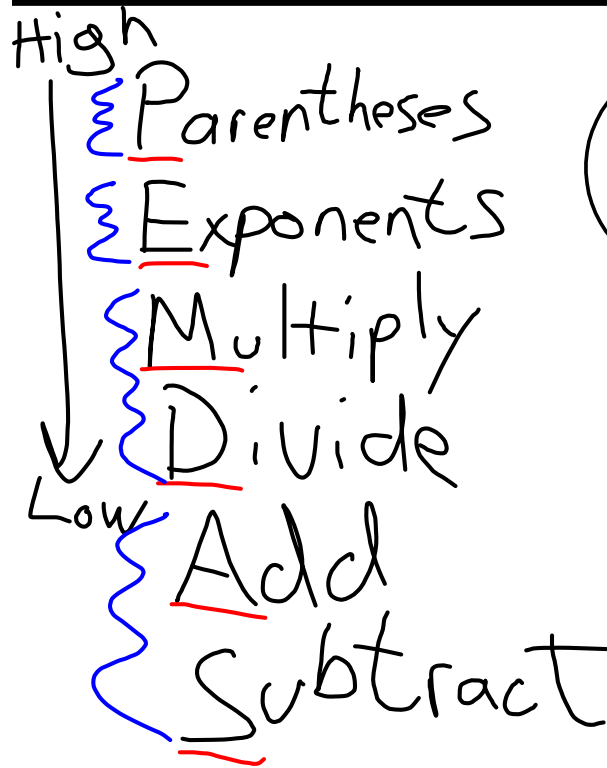 High
Parentheses
Exponents
Multiply
Divide
Low
Add
Subtract